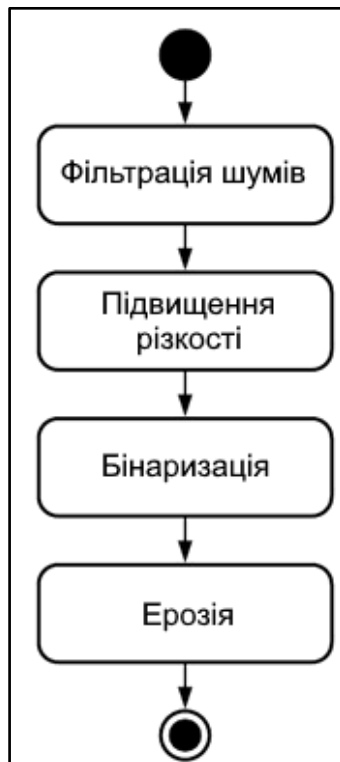 Фільтрація шумів
Підвищення
різкості
Бінаризація
Ерозія